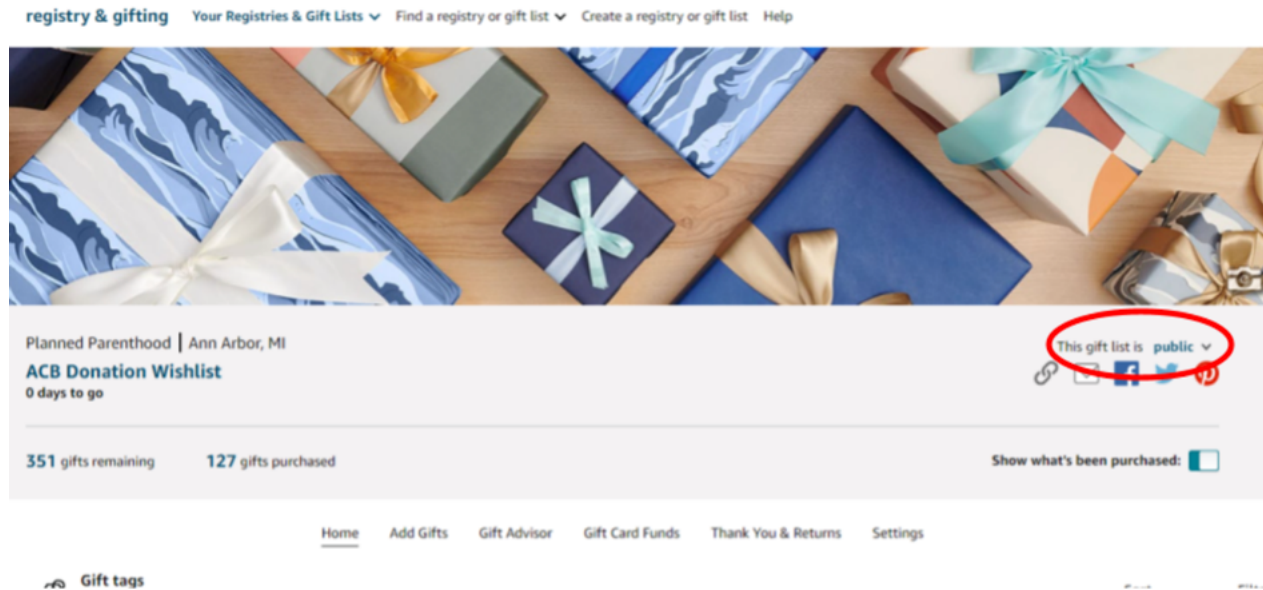 registry & gifting Your Registries & Gift Lists Find a registry or gift list Create a registry or gift list Help
Planned Parenthood | Ann Arbor, MI
This gift list is public
ACB Donation Wishlist
0 days to go
351 gifts remaining 127 gifts purchased
Show what's been purchased:
Home Add Gifts Gift Advisor Gift Card Funds Thank You & Returns Settings
Gift tags